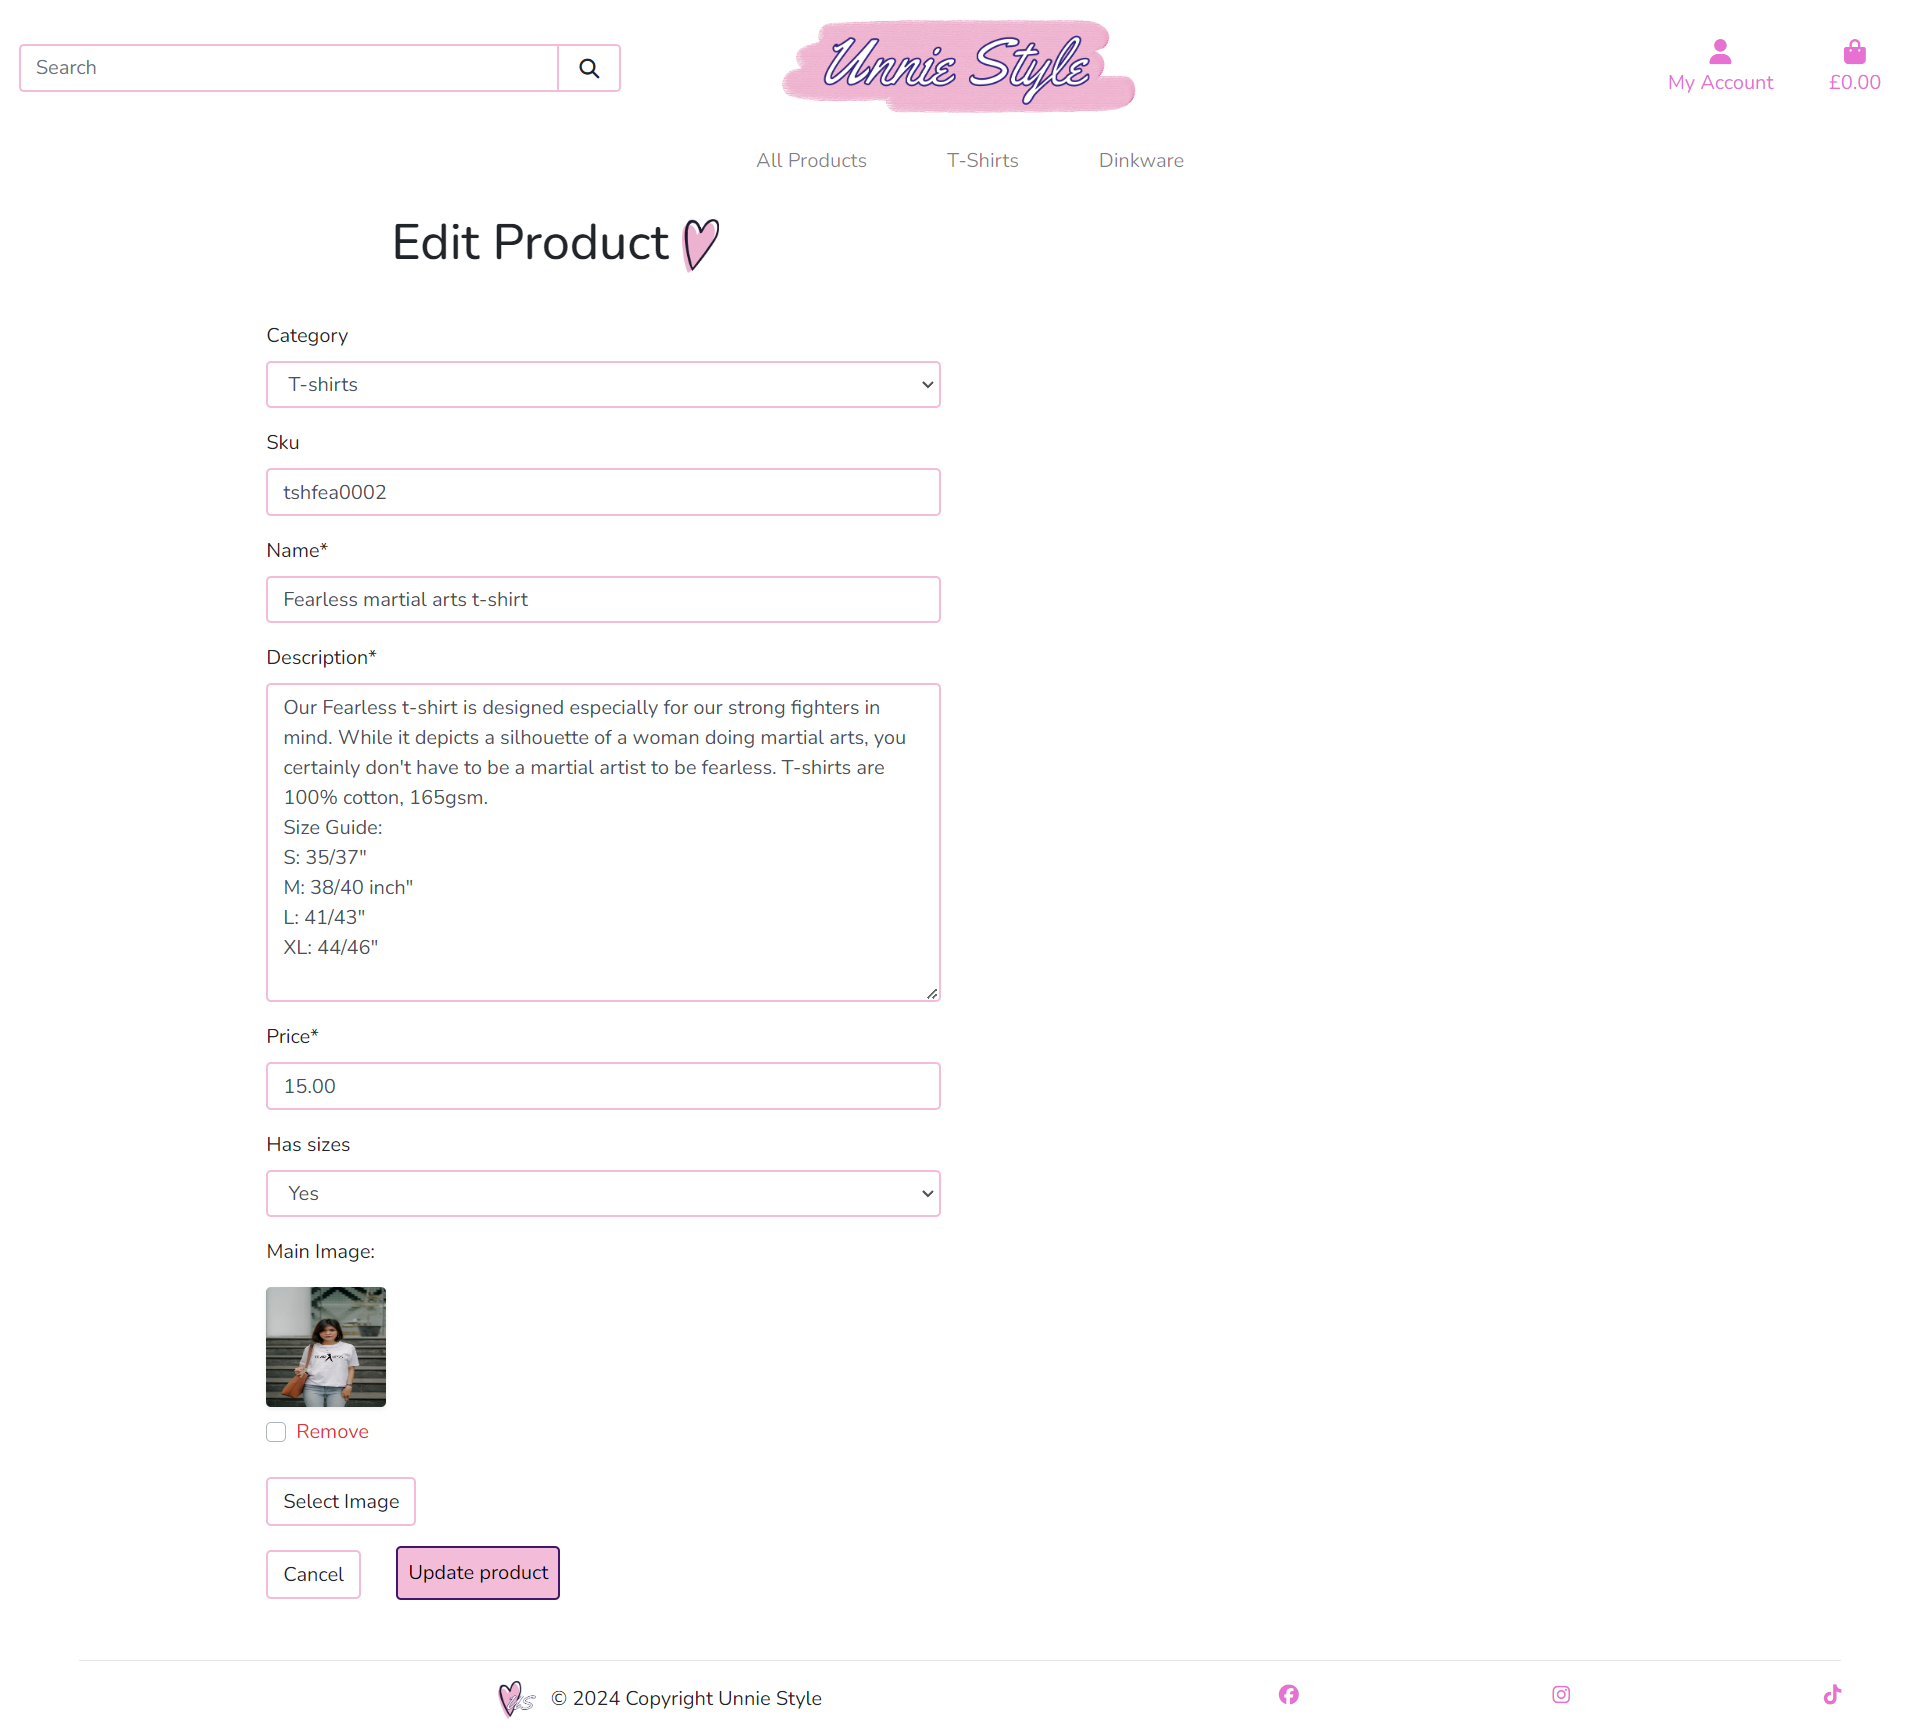 Search
Unnie Style
My Account
£0.00
All Products
T-Shirts
Dinkware
Edit Product
Category
T-shirts
Sku
tshfea0002
Name*
Fearless martial arts t-shirt
Description*
Our Fearless t-shirt is designed especially for our strong fighters in
mind. While it depicts a silhouette of a woman doing martial arts, you
certainly don't have to be a martial artist to be fearless. T-shirts are
100% cotton, 165gsm.
Size Guide:
S: 35/37"
M: 38/40 inch"
L: 41/43"
XL: 44/46"
Price*
15.00
Has sizes
Yes
Main Image:
Remove
Select Image
Cancel
Update product
© 2024 Copyright Unnie Style